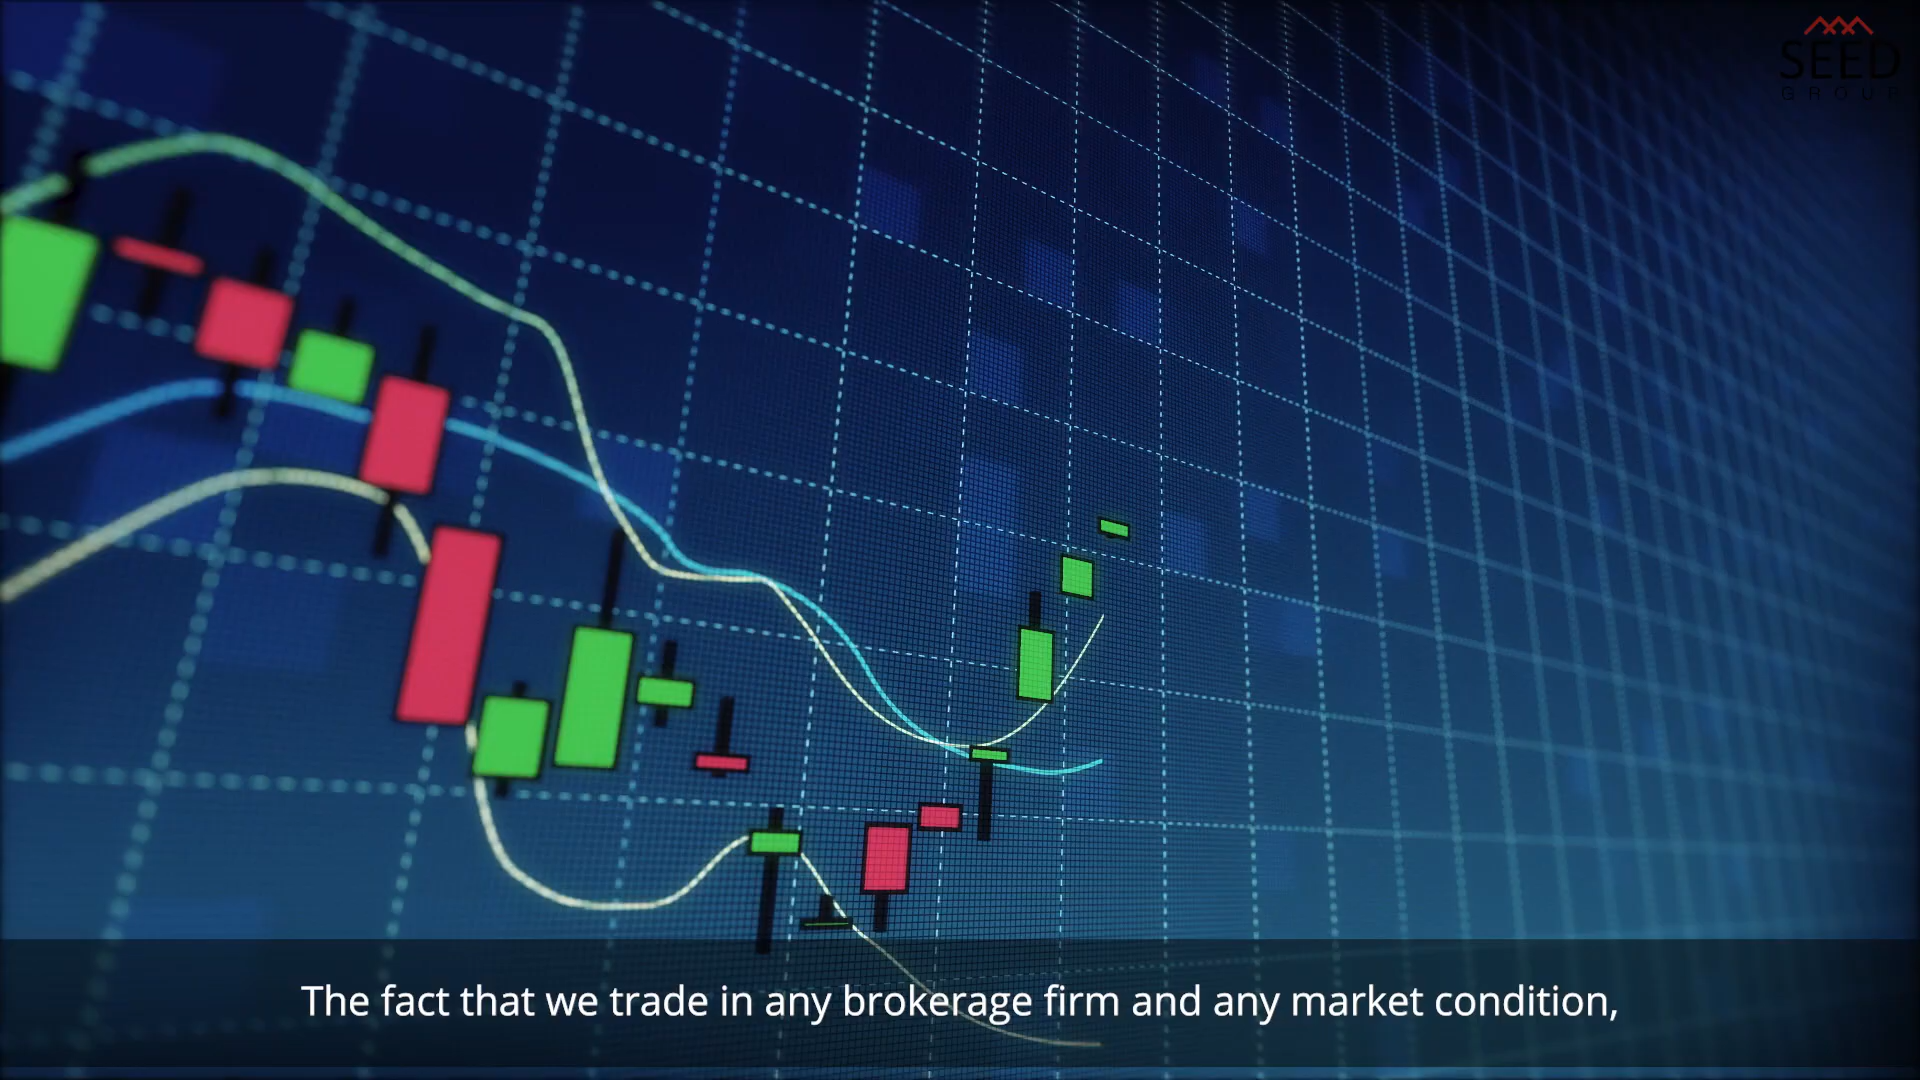 SEED
GROUP
The fact that we trade in any brokerage firm and any market condition,